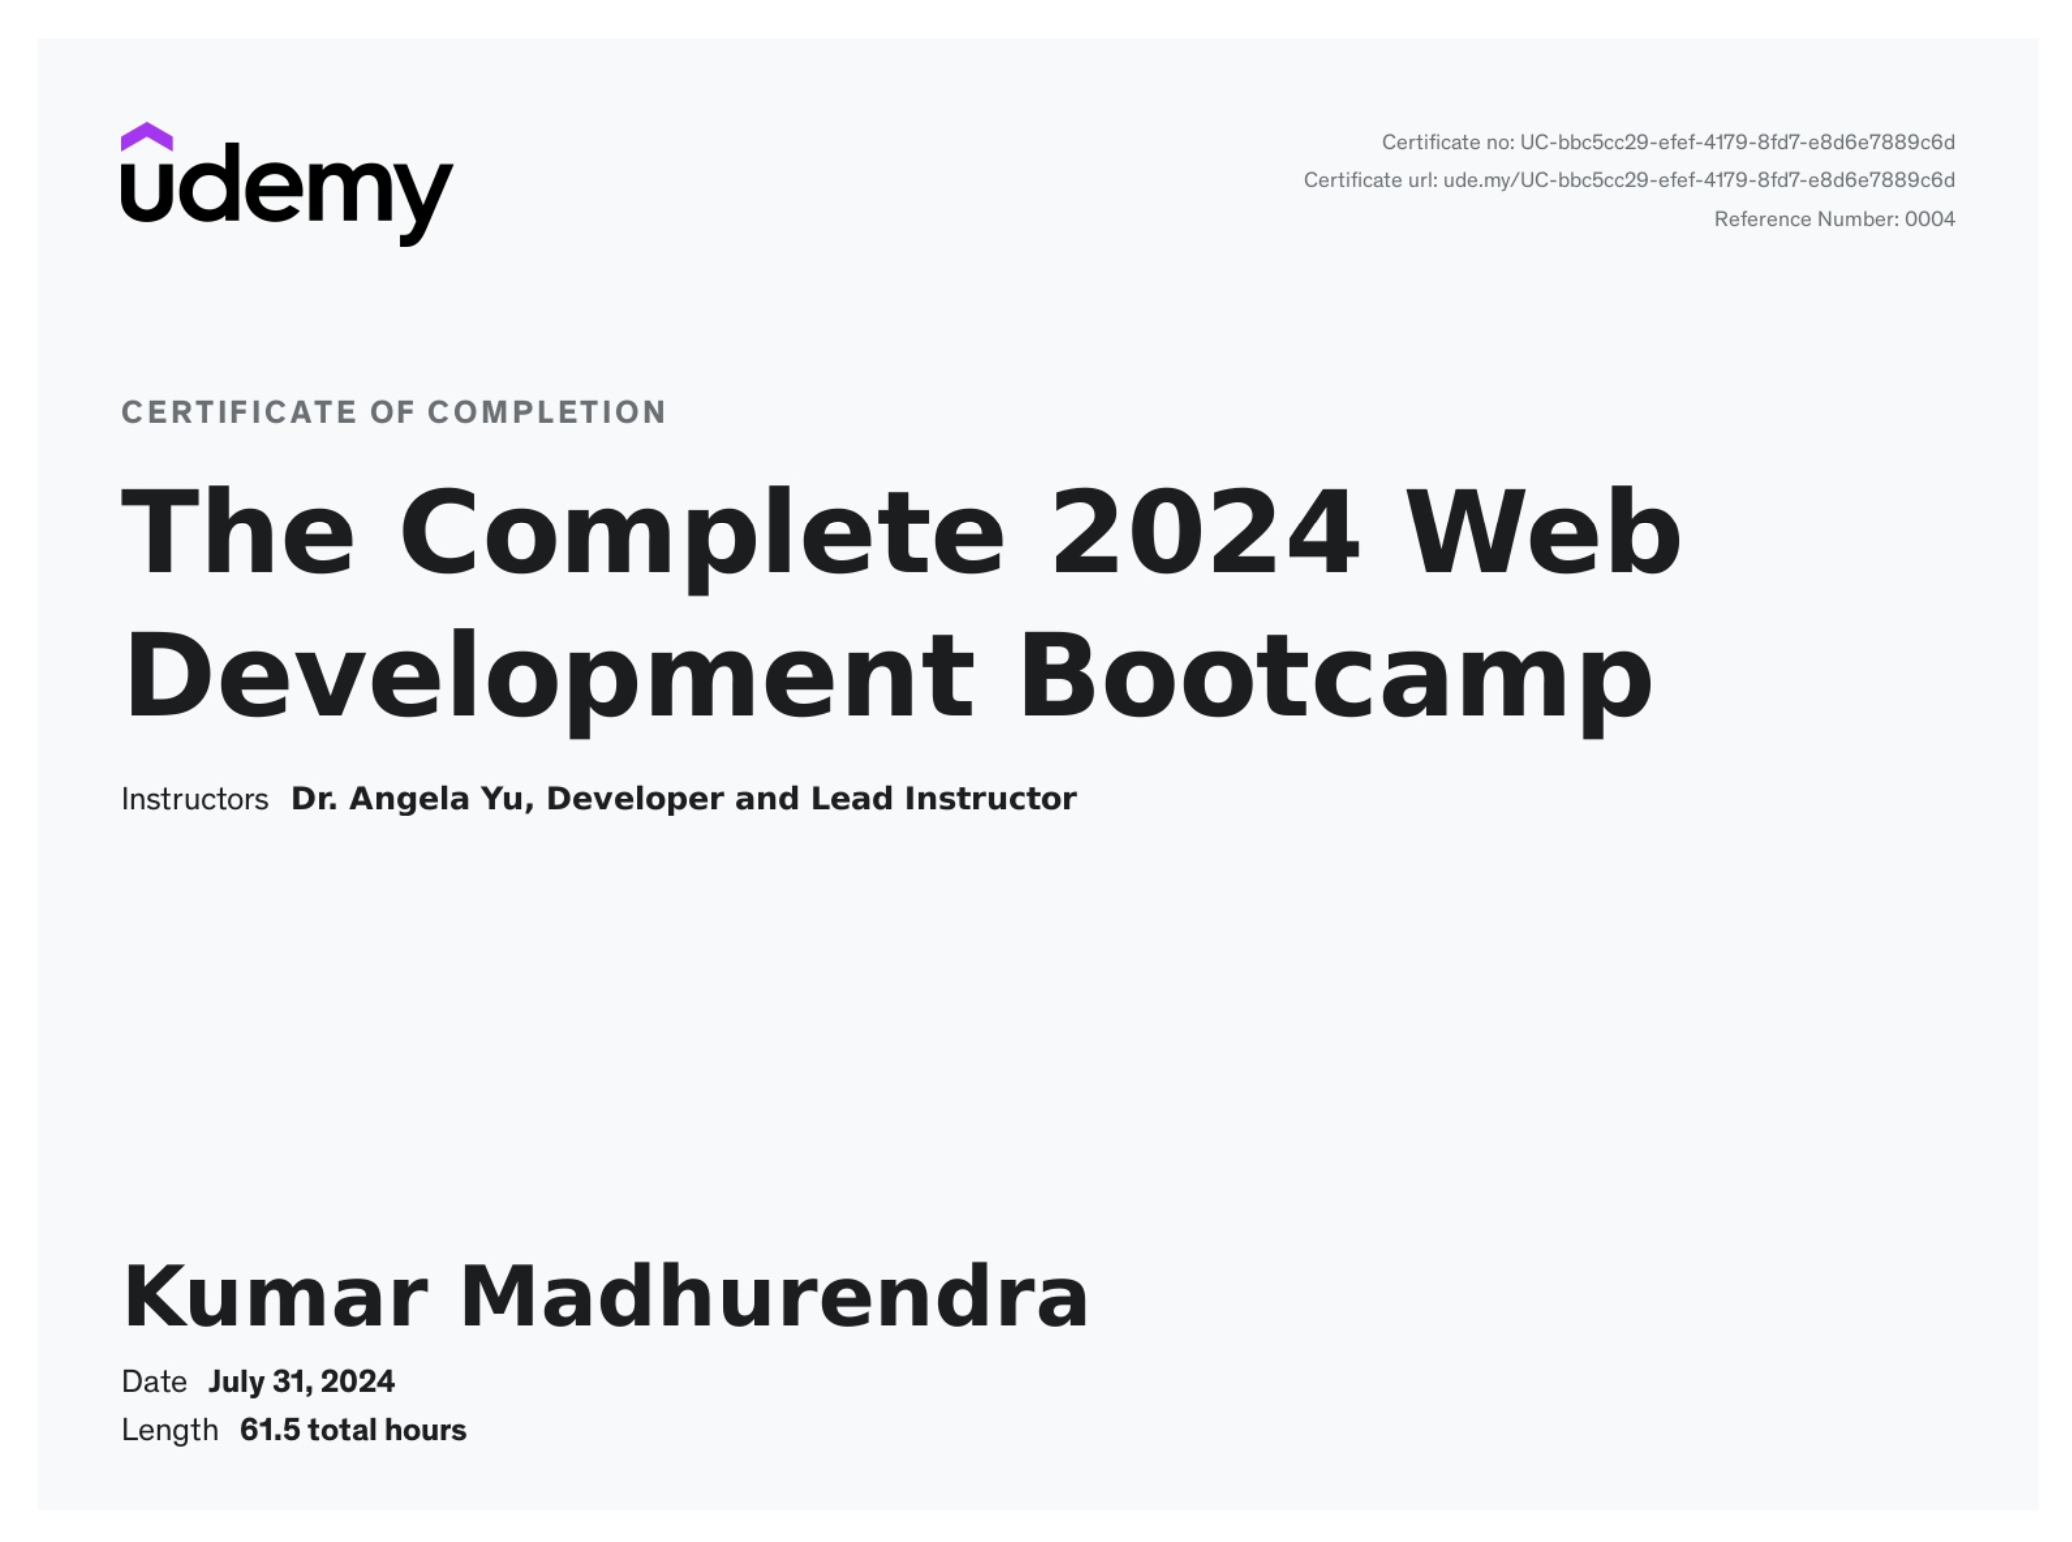 udemy
Certificate no: UC-bbc5cc29-efef-4179-8fd7-e8d6e7889c6d
Certificate url: ude.my/UC-bbc5cc29-efef-4179-8fd7-e8d6e7889c6d
Reference Number: 0004
CERTIFICATE OF COMPLETION
The Complete 2024 Web
Development Bootcamp
Instructors Dr. Angela Yu, Developer and Lead Instructor
Kumar Madhurendra
Date July 31, 2024
Length 61.5 total hours